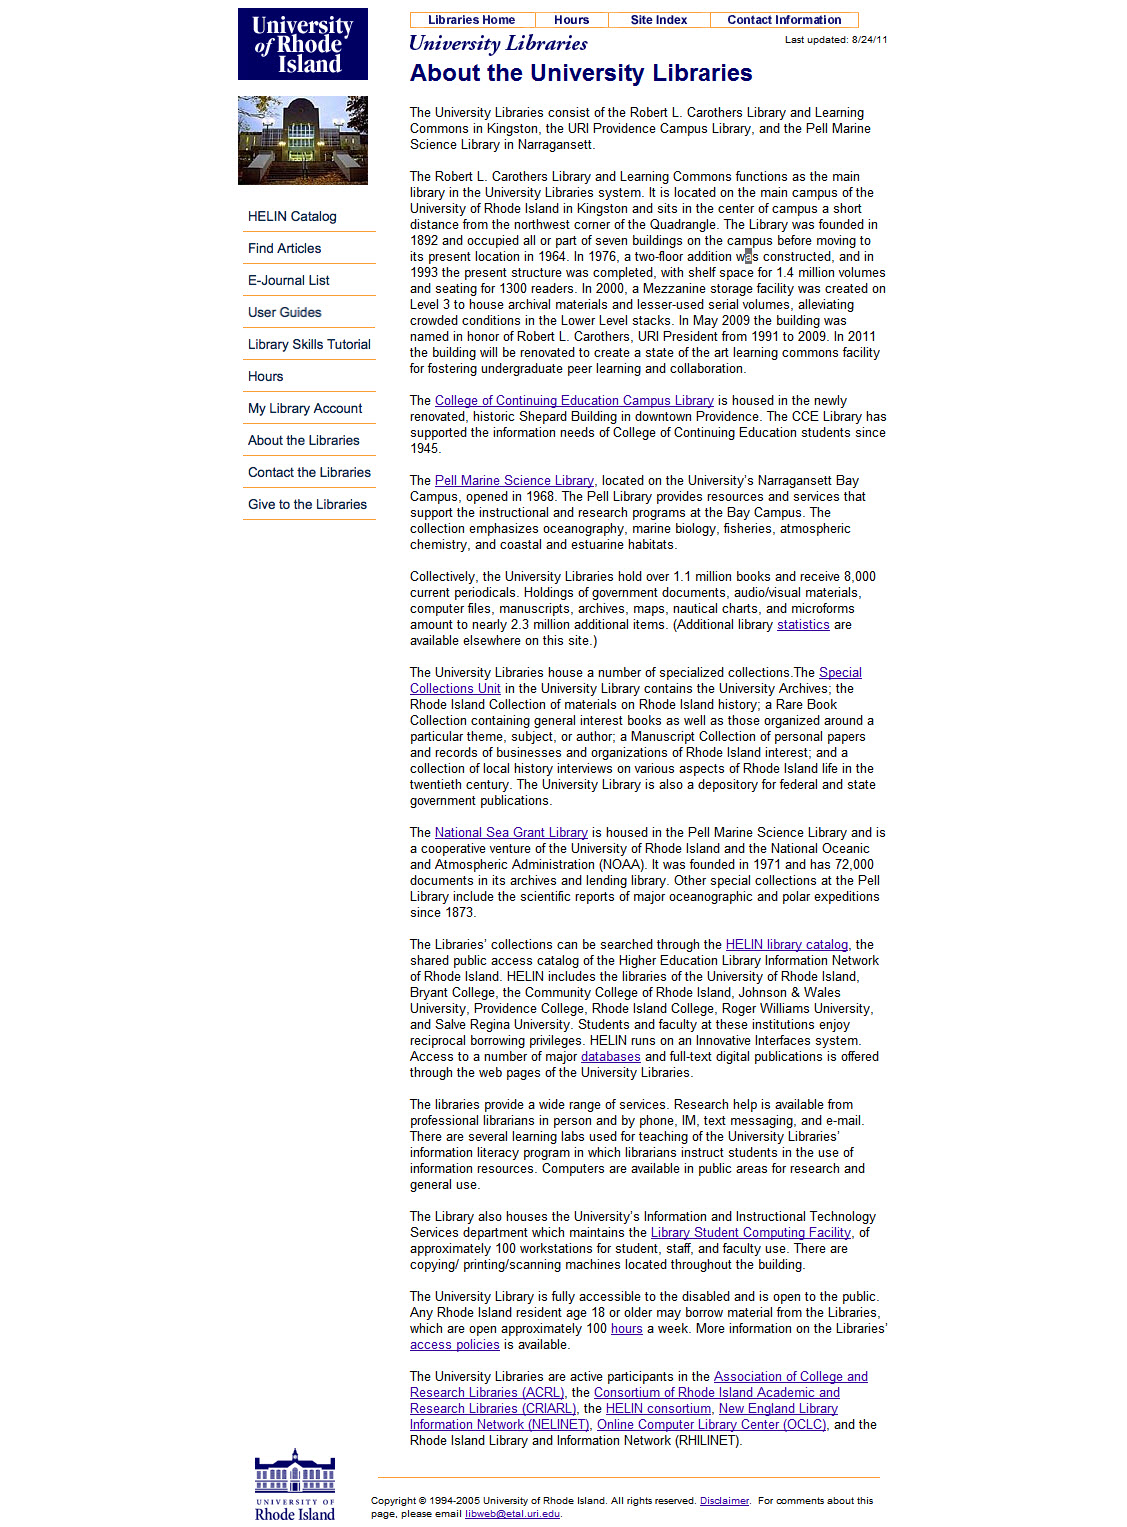 University
of Rhode
Island
Libraries Home
Hours
Site Index
Contact Information
University Libraries
Last updated: 8/24/11
About the University Libraries
HELIN Catalog
Find Articles
E-Journal List
User Guides
Library Skills Tutorial
Hours
My Library Account
About the Libraries
Contact the Libraries
Give to the Libraries
The University Libraries consist of the Robert L. Carothers Library and Learning
Commons in Kingston, the URI Providence Campus Library, and the Pell Marine
Science Library in Narragansett.
The Robert L. Carothers Library and Learning Commons functions as the main
library in the University Libraries system. It is located on the main campus of the
University of Rhode Island in Kingston and sits in the center of campus a short
distance from the northwest corner of the Quadrangle. The Library was founded in
1892 and occupied all or part of seven buildings on the campus before moving to
its present location in 1964. In 1976, a two-floor addition was constructed, and in
1993 the present structure was completed, with shelf space for 1.4 million volumes
and seating for 1300 readers. In 2000, a Mezzanine storage facility was created on
Level 3 to house archival materials and lesser-used serial volumes, alleviating
crowded conditions in the Lower Level stacks. In May 2009 the building was
named in honor of Robert L. Carothers, URI President from 1991 to 2009. In 2011
the building will be renovated to create a state of the art learning commons facility
for fostering undergraduate peer learning and collaboration.
The College of Continuing Education Campus Library is housed in the newly
renovated, historic Shepard Building in downtown Providence. The CCE Library has
supported the information needs of College of Continuing Education students since
1945.
The Pell Marine Science Library, located on the University's Narragansett Bay
Campus, opened in 1968. The Pell Library provides resources and services that
support the instructional and research programs at the Bay Campus. The
collection emphasizes oceanography, marine biology, fisheries, atmospheric
chemistry, and coastal and estuarine habitats.
Collectively, the University Libraries hold over 1.1 million books and receive 8,000
current periodicals. Holdings of government documents, audio/visual materials,
computer files, manuscripts, archives, maps, nautical charts, and microforms
amount to nearly 2.3 million additional items. (Additional library statistics are
available elsewhere on this site.)
The University Libraries house a number of specialized collections.The Special
Collections Unit in the University Library contains the University Archives; the
Rhode Island Collection of materials on Rhode Island history; a Rare Book
Collection containing general interest books as well as those organized around a
particular theme, subject, or author; a Manuscript Collection of personal papers
and records of businesses and organizations of Rhode Island interest; and a
collection of local history interviews on various aspects of Rhode Island life in the
twentieth century. The University Library is also a depository for federal and state
government publications.
The National Sea Grant Library is housed in the Pell Marine Science Library and is
a cooperative venture of the University of Rhode Island and the National Oceanic
and Atmospheric Administration (NOAA). It was founded in 1971 and has 72,000
documents in its archives and lending library. Other special collections at the Pell
Library include the scientific reports of major oceanographic and polar expeditions
since 1873.
The Libraries' collections can be searched through the HELIN library catalog, the
shared public access catalog of the Higher Education Library Information Network
of Rhode Island. HELIN includes the libraries of the University of Rhode Island,
Bryant College, the Community College of Rhode Island, Johnson & Wales
University, Providence College, Rhode Island College, Roger Williams University,
and Salve Regina University. Students and faculty at these institutions enjoy
reciprocal borrowing privileges. HELIN runs on an Innovative Interfaces system.
Access to a number of major databases and full-text digital publications is offered
through the web pages of the University Libraries.
The libraries provide a wide range of services. Research help is available from
professional librarians in person and by phone, IM, text messaging, and e-mail.
There are several learning labs used for teaching of the University Libraries'
information literacy program in which librarians instruct students in the use of
information resources. Computers are available in public areas for research and
general use.
The Library also houses the University's Information and Instructional Technology
Services department which maintains the Library Student Computing Facility, of
approximately 100 workstations for student, staff, and faculty use. There are
copying/ printing/scanning machines located throughout the building.
The University Library is fully accessible to the disabled and is open to the public.
Any Rhode Island resident age 18 or older may borrow material from the Libraries,
which are open approximately 100 hours a week. More information on the Libraries'
access policies is available.
The University Libraries are active participants in the Association of College and
Research Libraries (ACRL), the Consortium of Rhode Island Academic and
Research Libraries (CRIARL), the HELIN consortium, New England Library
Information Network (NELINET), Online Computer Library Center (OCLC), and the
Rhode Island Library and Information Network (RHILINET).
UNIVERSITY OF
Rhode Island
Copyright © 1994-2005 University of Rhode Island. All rights reserved. Disclaimer. For comments about this
page, please email libweb@etal.uri.edu.